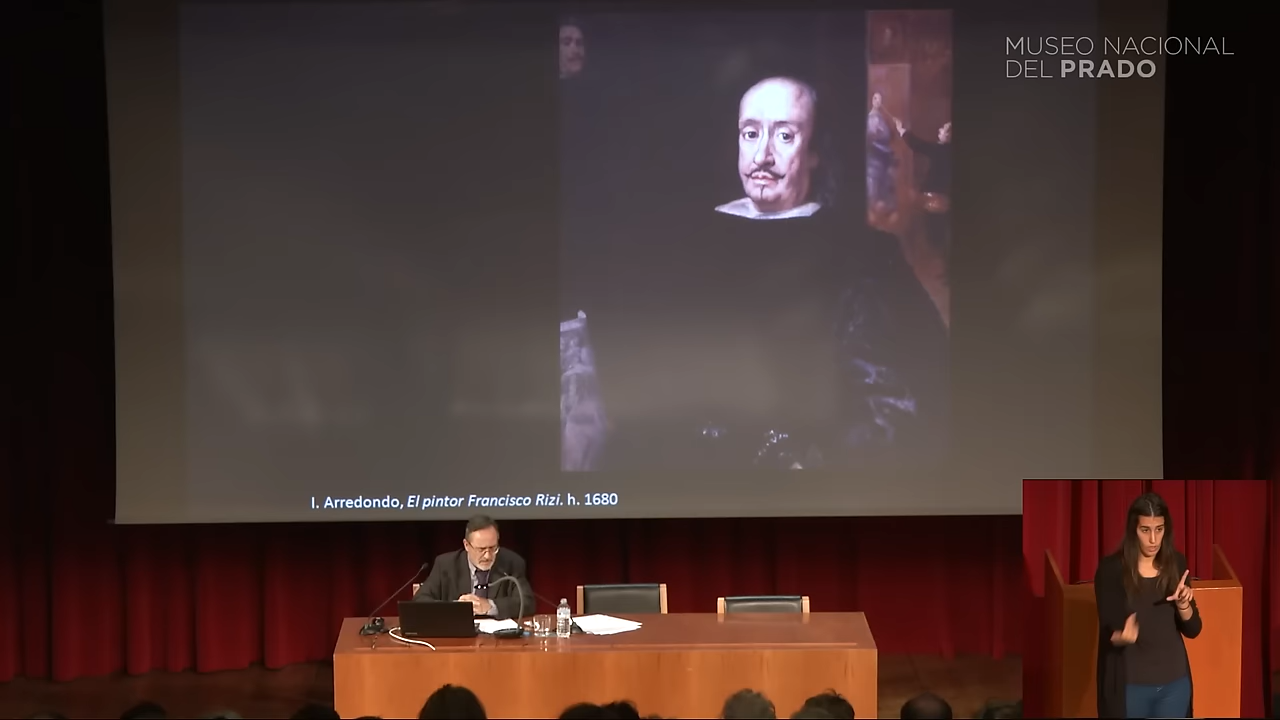 MUSEO NACIONAL
DEL PRADO
I. Arredondo, El pintor Francisco Rizi. h. 1680